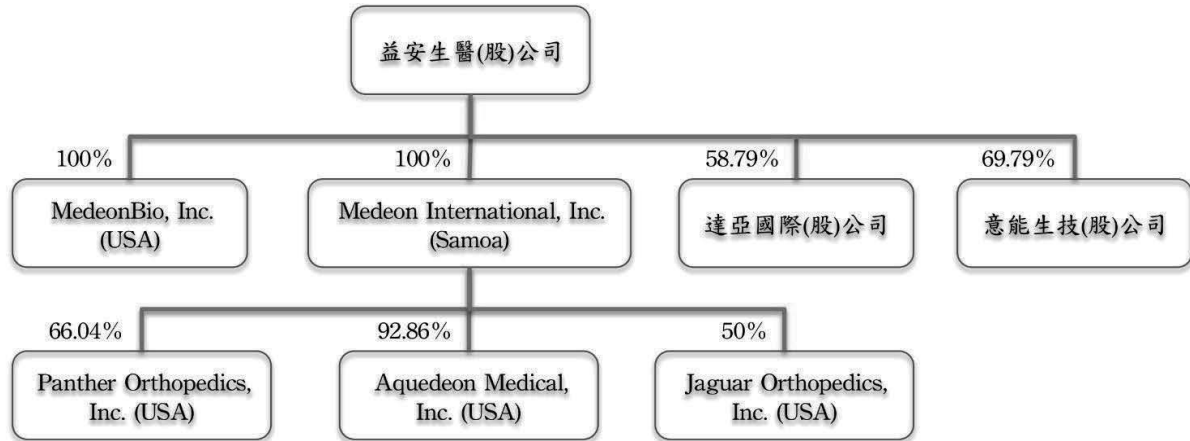 益安生醫(股)公司
100%
100%
58.79%
69.79%
MedeonBio, Inc.
(USA)
Medeon International, Inc.
(Samoa)
達亞國際(股)公司
意能生技(股)公司
66.04%
92.86%
50%
Panther Orthopedics,
Inc. (USA)
Aquedeon Medical,
Inc. (USA)
Jaguar Orthopedics,
Inc. (USA)